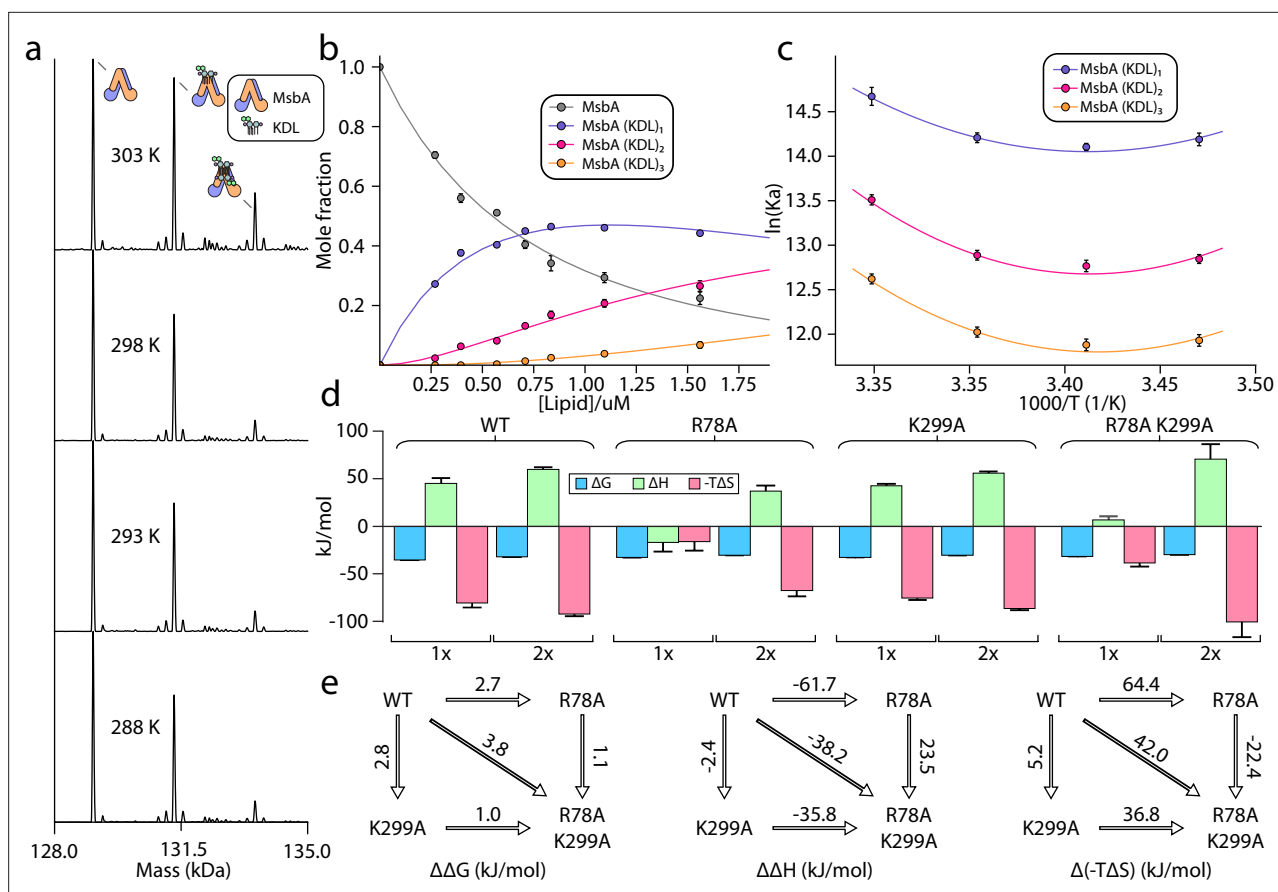 a
MsbA
KDL
303 K
298 K
293 K
288 K
128.0 131.5 135.0
Mass (kDa)
b
Mole fraction
1.0
0.8
0.6
0.4
0.2
MsbA
MsbA (KDL)₁
MsbA (KDL)₂
MsbA (KDL)₃
0.25 0.50 0.75 1.00 1.25 1.50 1.75
[Lipid]/uM
c
ln(Ka)
14.5
14.0
13.5
13.0
12.5
12.0
MsbA (KDL)₁
MsbA (KDL)₂
MsbA (KDL)₃
3.35 3.35 3.40 3.45 3.50
1000/T (1/K)
d
kJ/mol
100
50
0
-50
-100
WT R78A K299A R78A K299A
ΔG ΔH -TΔS
1x 2x 1x 2x 1x 2x 1x 2x
e
WT 2.7 R78A
2.8 3.8 1.1
K299A 1.0 R78A
K299A
ΔΔG (kJ/mol)
WT -61.7 R78A
-2.4 -38.2 23.5
K299A -35.8 R78A
K299A
ΔΔH (kJ/mol)
WT 64.4 R78A
5.2 42.0 -22.4
K299A 36.8 R78A
K299A
Δ(-TΔS) (kJ/mol)